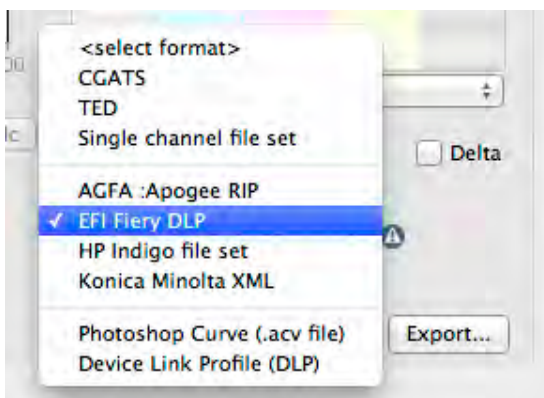 <select format>
CGATS
TED
Single channel file set
Delta
AGFA :Apogee RIP
EFI Fiery DLP
HP Indigo file set
Konica Minolta XML
Photoshop Curve (.acv file)
Export...
Device Link Profile (DLP)